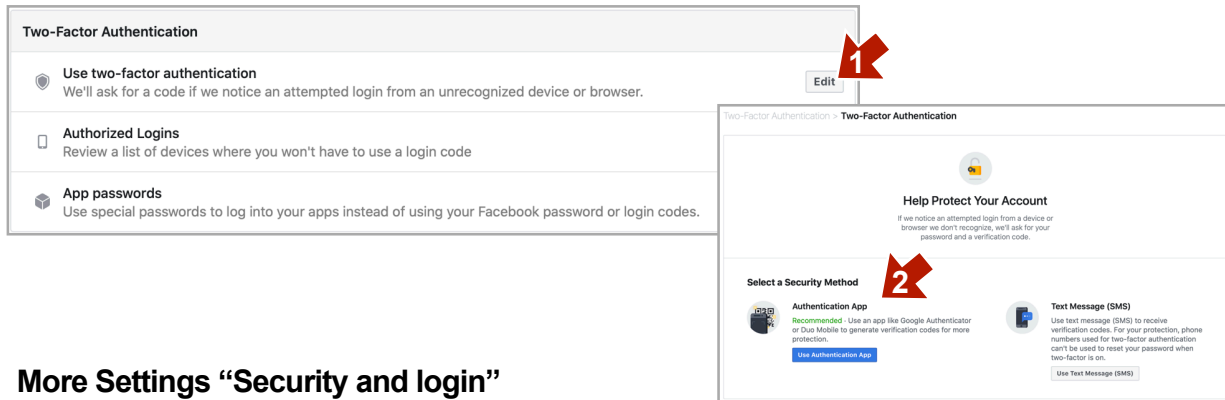 Two-Factor Authentication
Use two-factor authentication
We'll ask for a code if we notice an attempted login from an unrecognized device or browser.
Edit
1
Authorized Logins
Review a list of devices where you won't have to use a login code
App passwords
Use special passwords to log into your apps instead of using your Facebook password or login codes.
Two-Factor Authentication > Two-Factor Authentication
Help Protect Your Account
If we notice an attempted login from a device or
browser we don't recognize, we'll ask for your
password and a verification code.
Select a Security Method
2
Authentication App
Recommended · Use an app like Google Authenticator
or Duo Mobile to generate verification codes for more
protection.
Use Authentication App
Text Message (SMS)
Use text message (SMS) to receive
verification codes. For your protection, phone
numbers used for two-factor authentication
can't be used to reset your password when
two-factor is on.
Use Text Message (SMS)
More Settings “Security and login”